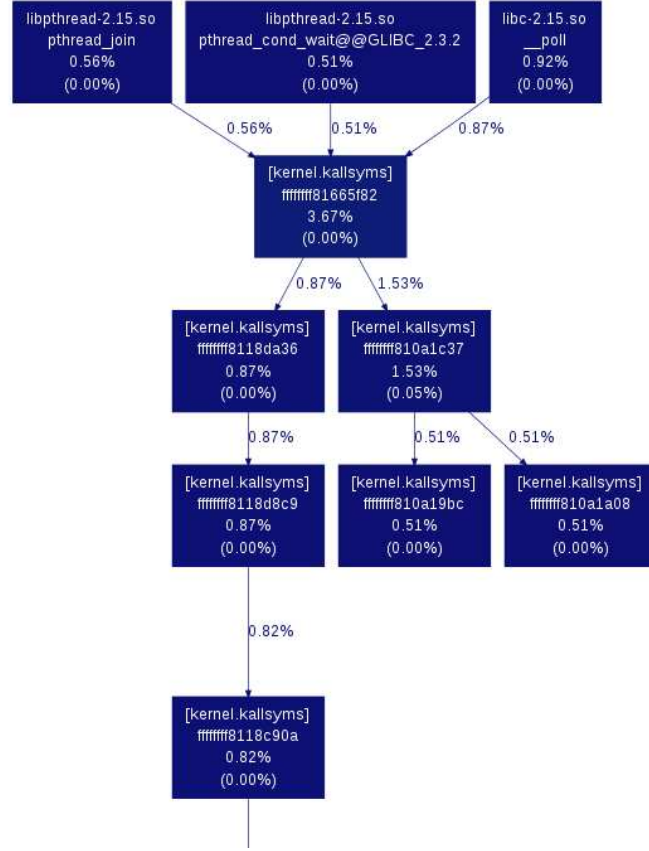 libpthread-2.15.so
pthread_join
0.56%
(0.00%)
libpthread-2.15.so
pthread_cond_wait@@GLIBC_2.3.2
0.51%
(0.00%)
libc-2.15.so
__poll
0.92%
(0.00%)
0.56%
0.51%
0.87%
[kernel.kallsyms]
ffffffff81665f82
3.67%
(0.00%)
0.87%
1.53%
[kernel.kallsyms]
ffffffff8118da36
0.87%
(0.00%)
[kernel.kallsyms]
ffffffff810a1c37
1.53%
(0.05%)
0.87%
0.51%
0.51%
[kernel.kallsyms]
ffffffff8118d8c9
0.87%
(0.00%)
[kernel.kallsyms]
ffffffff810a19bc
0.51%
(0.00%)
[kernel.kallsyms]
ffffffff810a1a08
0.51%
(0.00%)
0.82%
[kernel.kallsyms]
ffffffff8118c90a
0.82%
(0.00%)